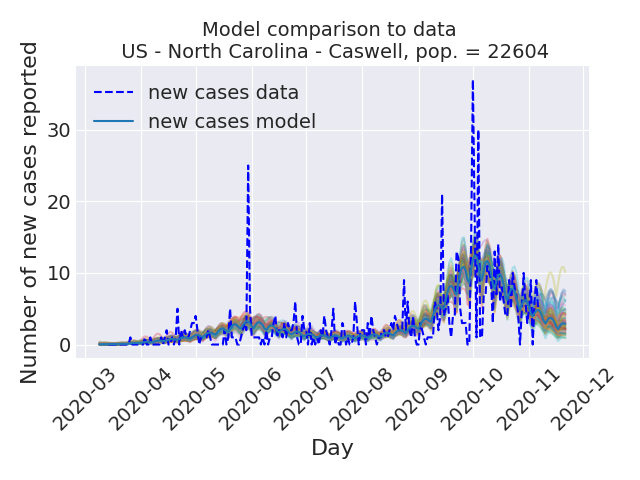 Model comparison to data
US - North Carolina - Caswell, pop. = 22604
Number of new cases reported
30
20
10
0
new cases data
new cases model
2020-03
2020-04
2020-05
2020-06
2020-07
2020-08
2020-09
2020-10
2020-11
2020-12
Day